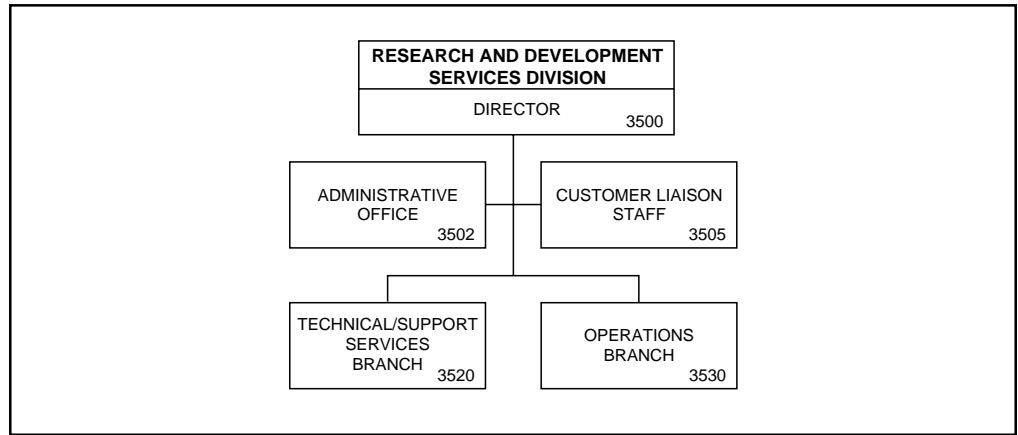 RESEARCH AND DEVELOPMENT
SERVICES DIVISION
DIRECTOR
3500
ADMINISTRATIVE
OFFICE
3502
CUSTOMER LIAISON
STAFF
3505
TECHNICAL/SUPPORT
SERVICES
BRANCH
3520
OPERATIONS
BRANCH
3530